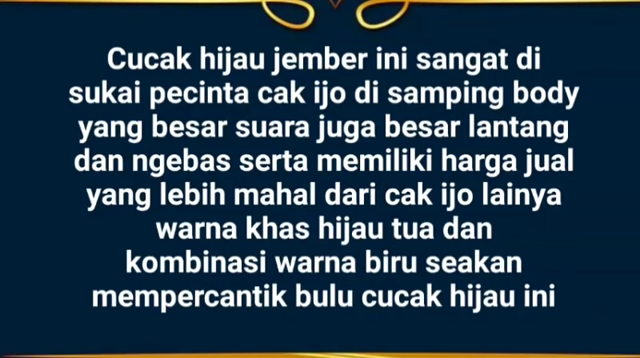 Cucak hijau jember ini sangat di
sukai pecinta cak ijo di samping body
yang besar suara juga besar lantang
dan ngebas serta memiliki harga jual
yang lebih mahal dari cak ijo lainya
warna khas hijau tua dan
kombinasi warna biru seakan
mempercantik bulu cucak hijau ini